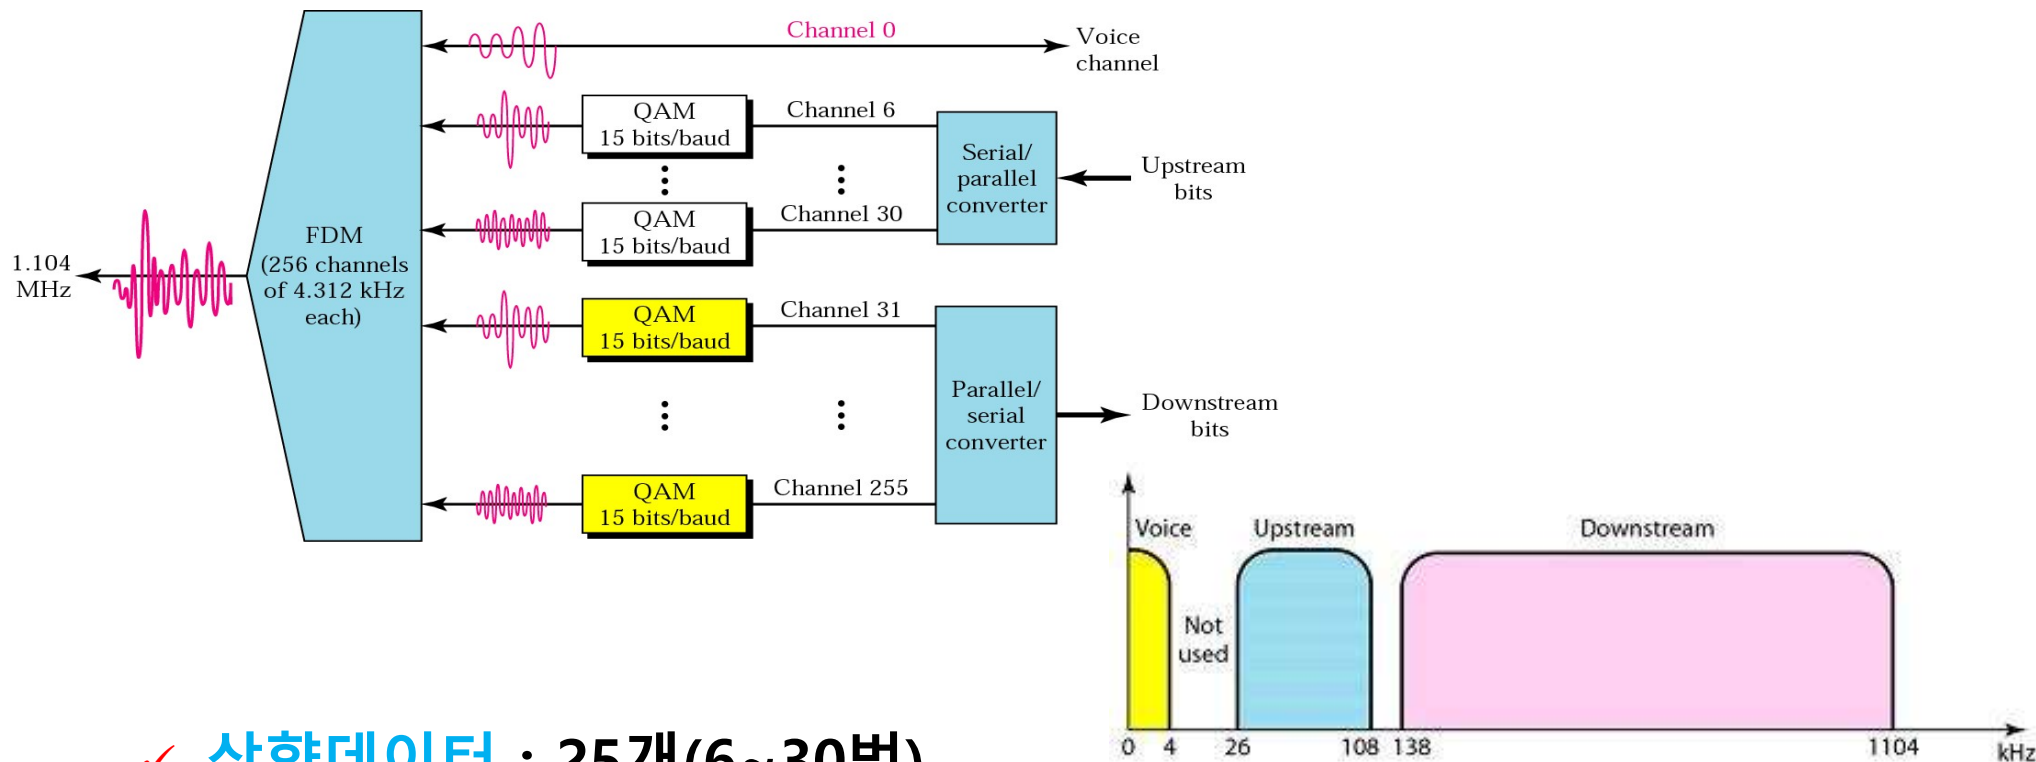 Channel 0
Voice
channel
QAM
15 bits/baud
Channel 6
Serial/
parallel
converter
Upstream
bits
QAM
15 bits/baud
Channel 30
FDM
(256 channels
of 4.312 kHz
each)
1.104
MHz
QAM
15 bits/baud
Channel 31
Parallel/
serial
converter
Downstream
bits
QAM
15 bits/baud
Channel 255
Voice
Upstream
Downstream
Not
used
0 4 26 108 138 1104
kHz
✓ 상향데이터 : 25개(6~30번)